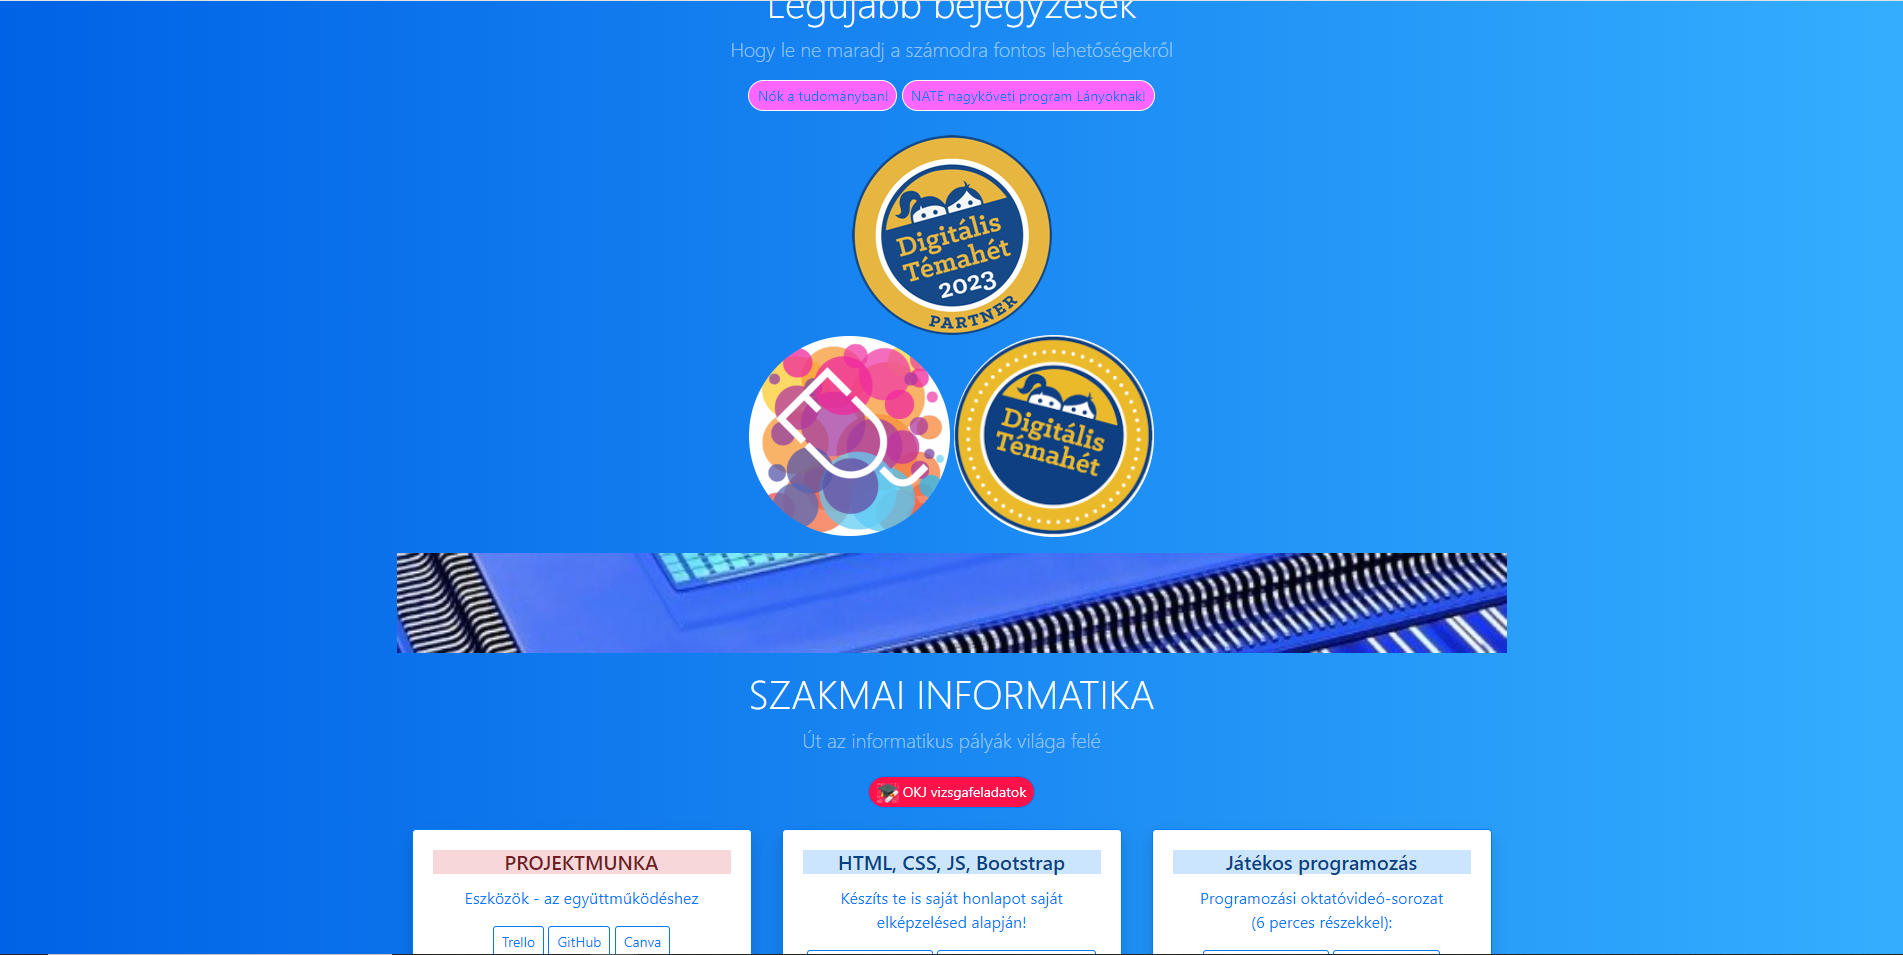 Legújabb bejegyzések
Hogy le ne maradj a számodra fontos lehetőségekről
Nők a tudományban!
NATE nagyköveti program Lányoknak!
Digitális
Témahét
2023
PARTNER
Digitális
Témahét
SZAKMAI INFORMATIKA
Út az informatikus pályák világa felé
OKJ vizsgafeladatok
PROJEKTMUNKA
Eszközök - az együttműködéshez
Trello
GitHub
Canva
HTML, CSS, JS, Bootstrap
Készíts te is saját honlapot saját
elképzelésed alapján!
Játékos programozás
Programozási oktatóvideó-sorozat
(6 perces részekkel):